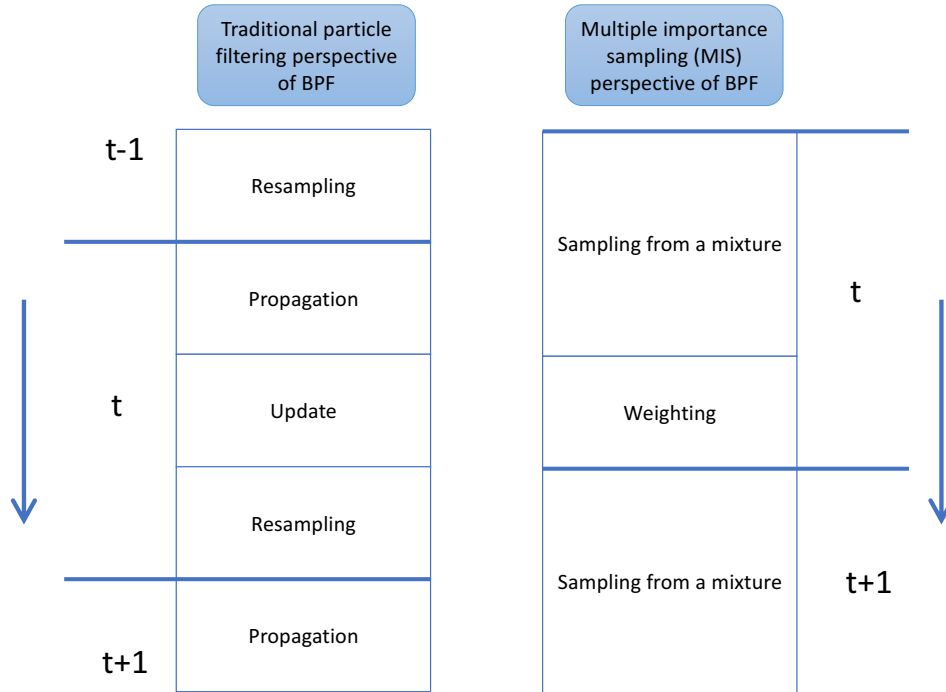 Traditional particle
filtering perspective
of BPF
Multiple importance
sampling (MIS)
perspective of BPF
t-1
Resampling
Propagation
t
Update
Resampling
t+1
Propagation
Sampling from a mixture
t
Weighting
Sampling from a mixture
t+1